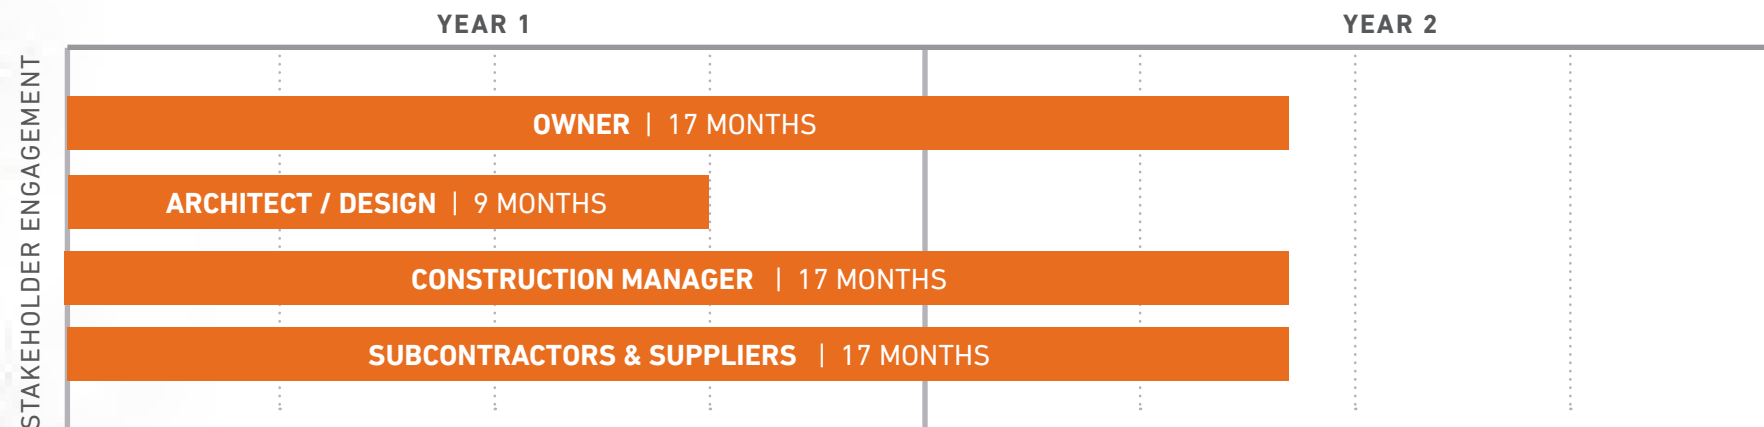 YEAR 1
YEAR 2
STAKEHOLDER ENGAGEMENT
OWNER | 17 MONTHS
ARCHITECT / DESIGN | 9 MONTHS
CONSTRUCTION MANAGER | 17 MONTHS
SUBCONTRACTORS & SUPPLIERS | 17 MONTHS